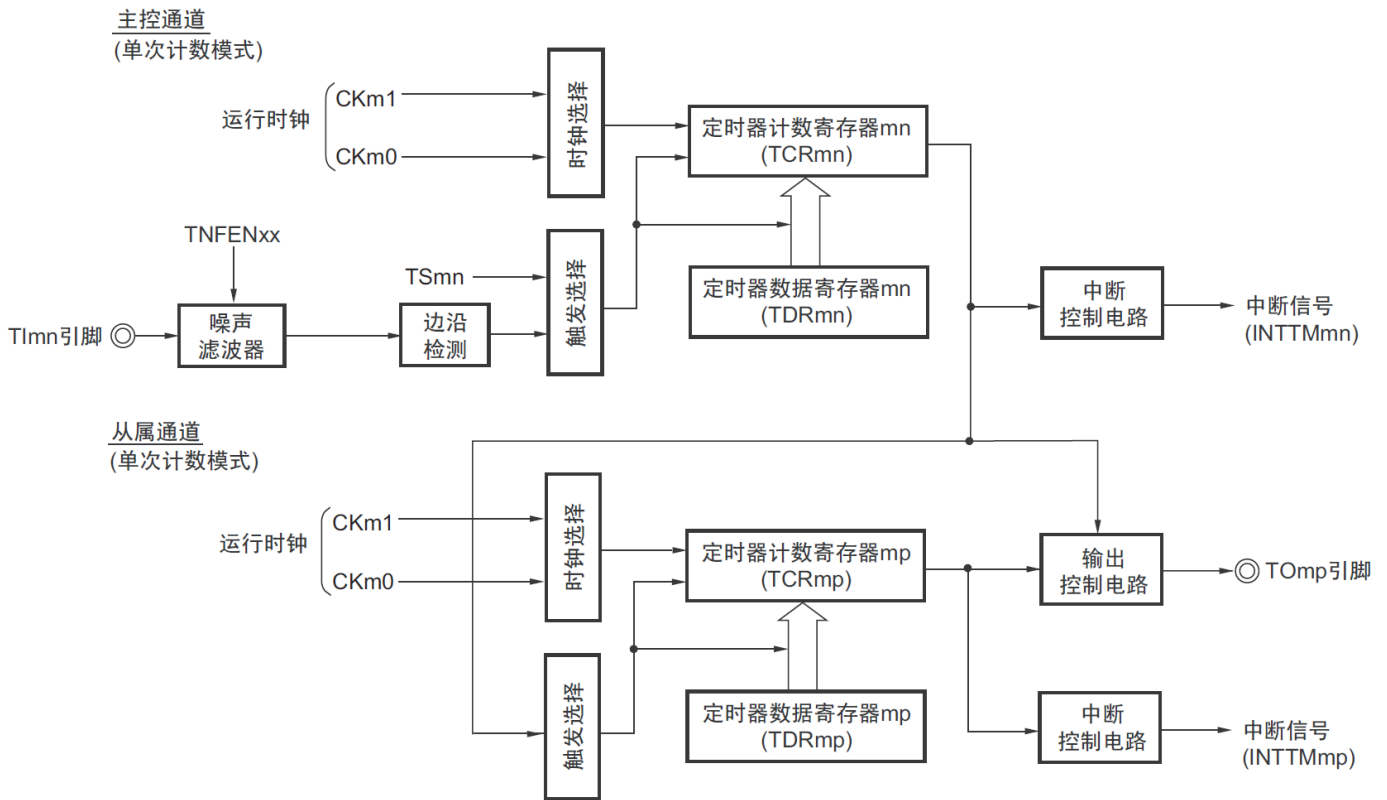 主控通道
(单次计数模式)
运行时钟
CKm1
CKm0
时钟选择
定时器计数寄存器mn
(TCRmn)
TNFENxx
TSmn
触发选择
定时器数据寄存器mn
(TDRmn)
TImn引脚
噪声
滤波器
边沿
检测
中断
控制电路
中断信号
(INTTMmn)
从属通道
(单次计数模式)
运行时钟
CKm1
CKm0
时钟选择
定时器计数寄存器mp
(TCRmp)
输出
控制电路
TOmp引脚
触发选择
定时器数据寄存器mp
(TDRmp)
中断
控制电路
中断信号
(INTTMmp)